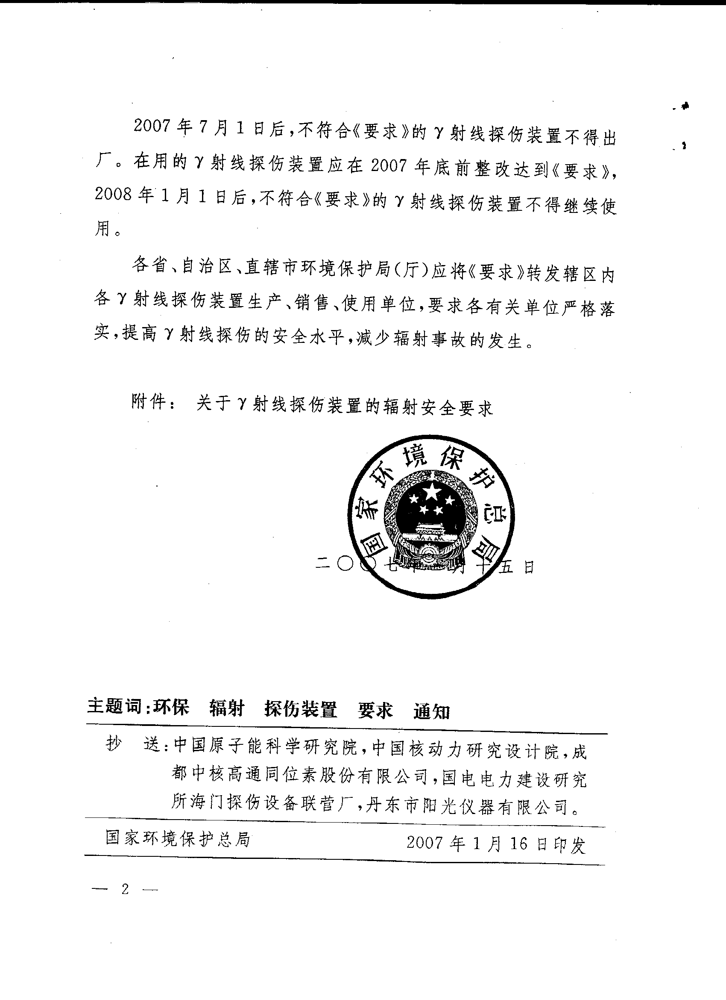 2007年7月1日后,不符合《要求》的γ射线探伤装置不得出
厂。在用的γ射线探伤装置应在2007年底前整改达到《要求》,
2008年1月1日后,不符合《要求》的γ射线探伤装置不得继续使
用。
各省、自治区、直辖市环境保护局(厅)应将《要求》转发辖区内
各γ射线探伤装置生产、销售、使用单位,要求各有关单位严格落
实,提高γ射线探伤的安全水平,减少辐射事故的发生。
附件: 关于γ射线探伤装置的辐射安全要求
国家环境保护总局
二〇〇七年 月十五日
主题词:环保 辐射 探伤装置 要求 通知
抄 送:中国原子能科学研究院,中国核动力研究设计院,成
都中核高通同位素股份有限公司,国电电力建设研究
所海门探伤设备联营厂,丹东市阳光仪器有限公司。
国家环境保护总局 2007年1月16日印发
— 2 —